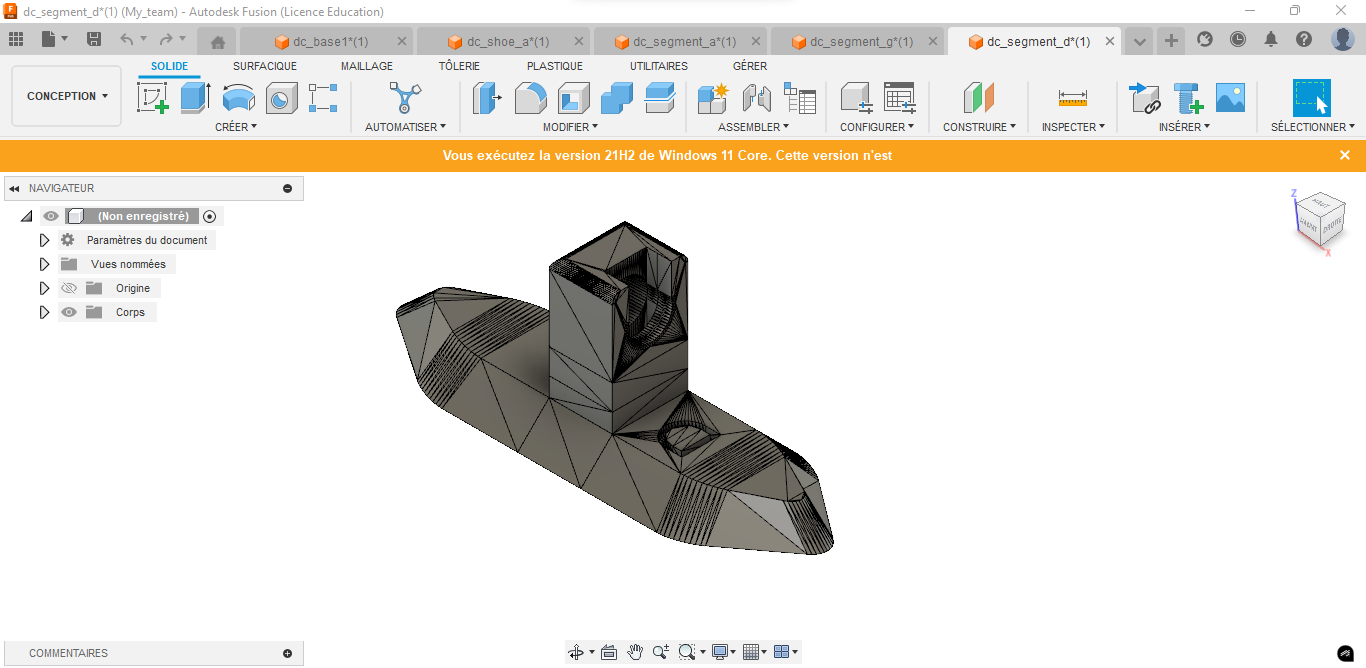 dc_segment_d*(1) (My_team) - Autodesk Fusion (Licence Education)
dc_base1*(1)
dc_shoe_a*(1)
dc_segment_a*(1)
dc_segment_g*(1)
dc_segment_d*(1)
SOLIDE
SURFACIQUE
MAILLAGE
TÔLERIE
PLASTIQUE
UTILITAIRES
GÉRER
CONCEPTION
CRÉER
AUTOMATISER
MODIFIER
ASSEMBLER
CONFIGURER
CONSTRUIRE
INSPECTER
INSÉRER
SÉLECTIONNER
Vous exécutez la version 21H2 de Windows 11 Core. Cette version n'est
NAVIGATEUR
(Non enregistré)
Paramètres du document
Vues nommées
Origine
Corps
Z
HAUT
DROITE
X
COMMENTAIRES